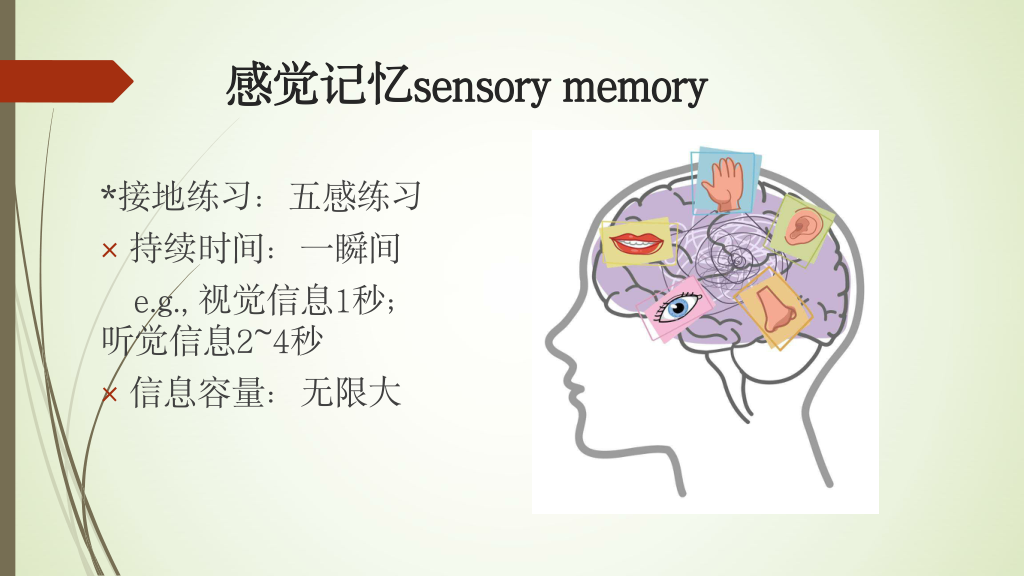 感觉记忆sensory memory
*接地练习：五感练习
× 持续时间：一瞬间
e.g., 视觉信息1秒；
听觉信息2~4秒
× 信息容量：无限大